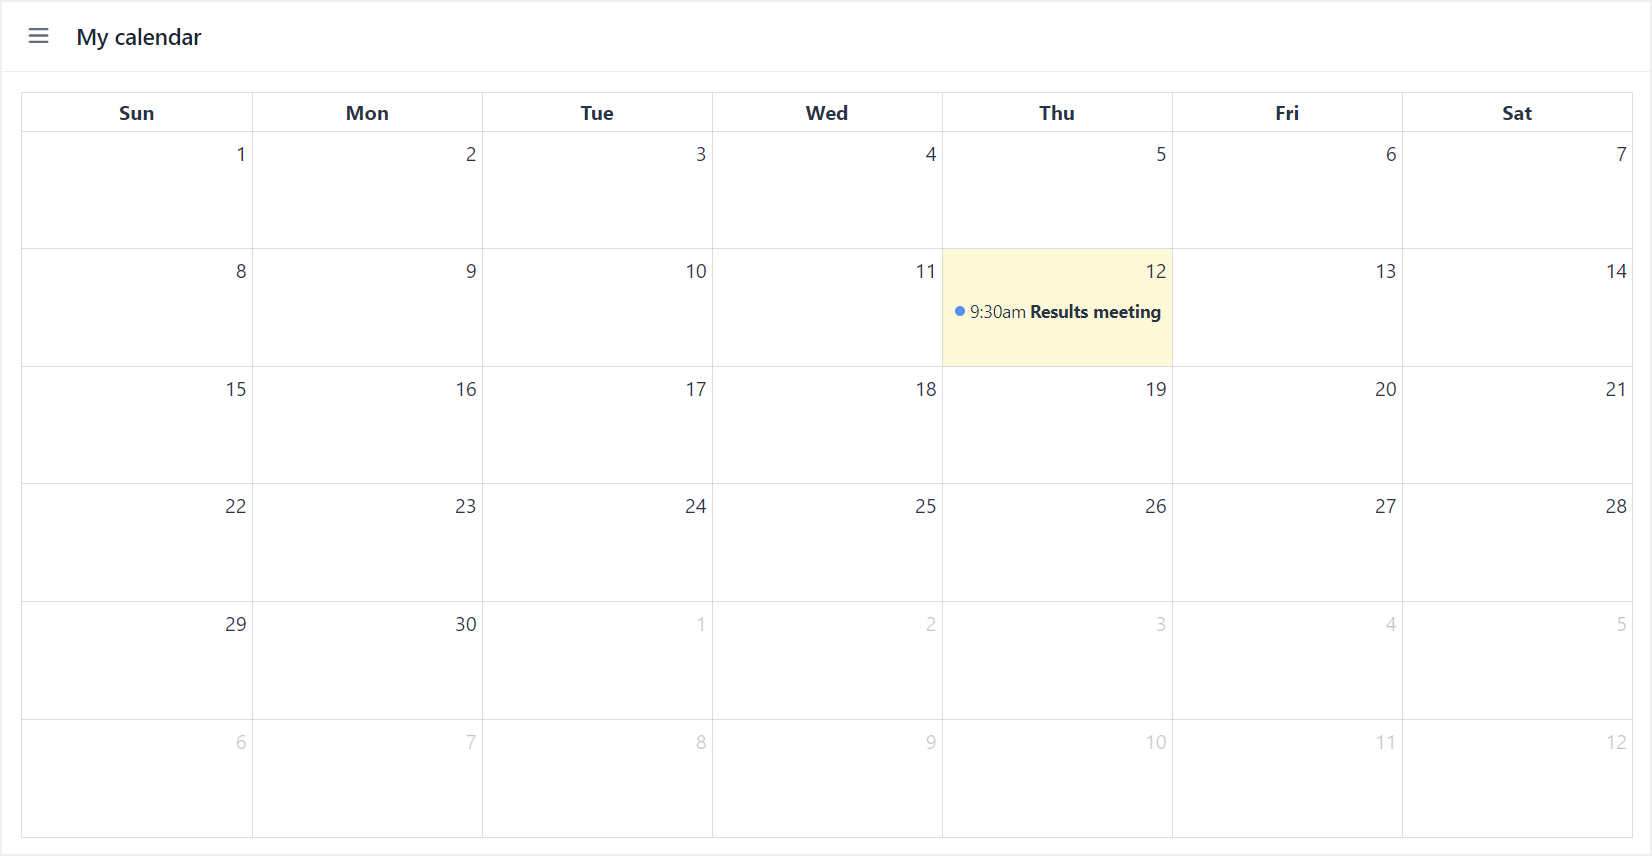 My calendar
Sun Mon Tue Wed Thu Fri Sat
1 2 3 4 5 6 7
8 9 10 11 12 13 14
9:30am Results meeting
15 16 17 18 19 20 21
22 23 24 25 26 27 28
29 30 1 2 3 4 5
6 7 8 9 10 11 12